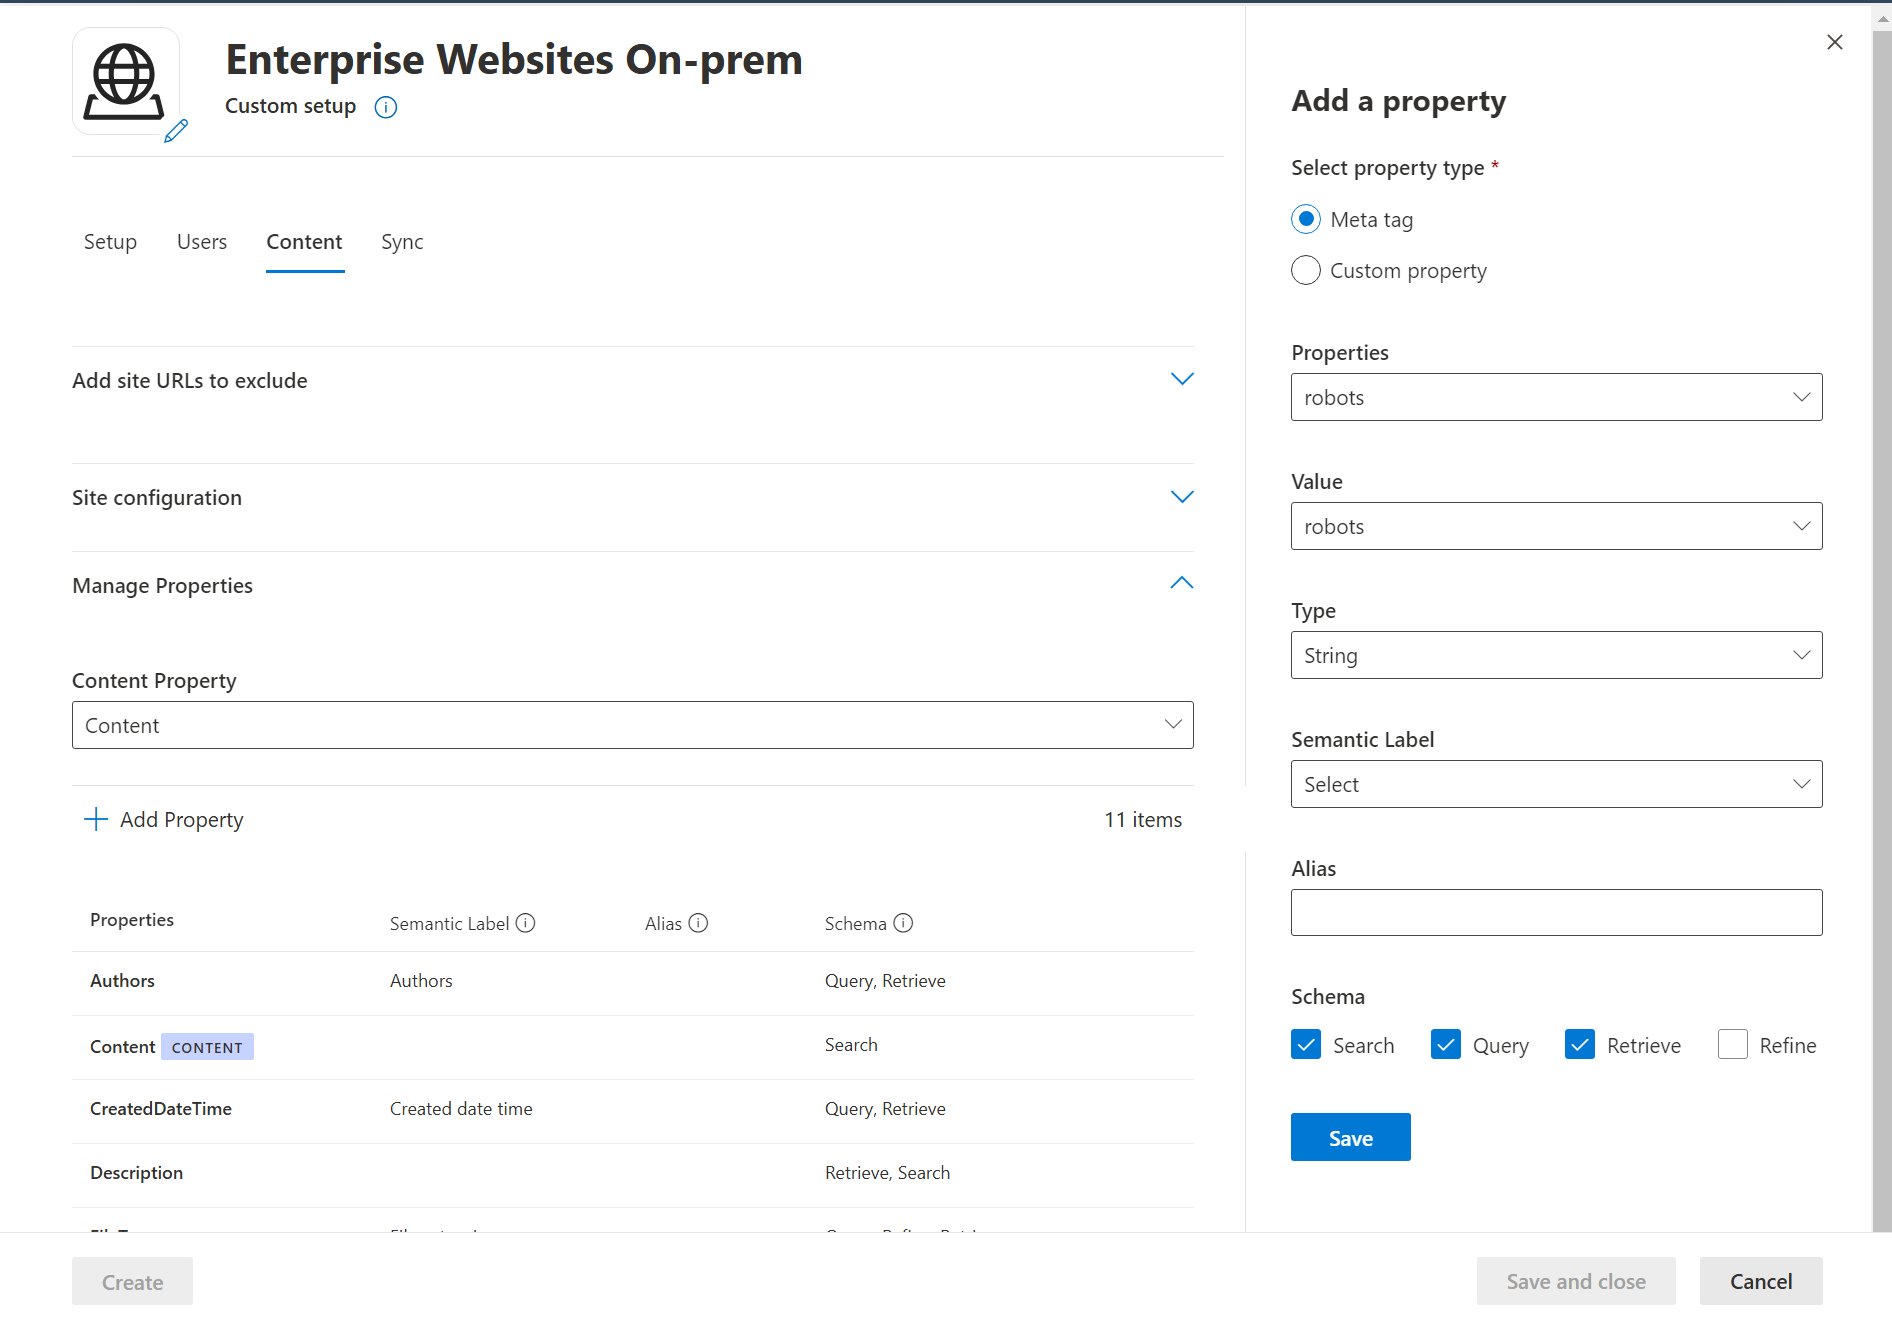 Enterprise Websites On-prem
Custom setup
Setup Users Content Sync
Add site URLs to exclude
Site configuration
Manage Properties
Content Property
Content
Add Property 11 items
Properties Semantic Label Alias Schema
Authors Authors Query, Retrieve
Content CONTENT Search
CreatedDateTime Created date time Query, Retrieve
Description Retrieve, Search
Create
Add a property
Select property type *
Meta tag
Custom property
Properties
robots
Value
robots
Type
String
Semantic Label
Select
Alias
Schema
Search Query Retrieve Refine
Save
Save and close Cancel